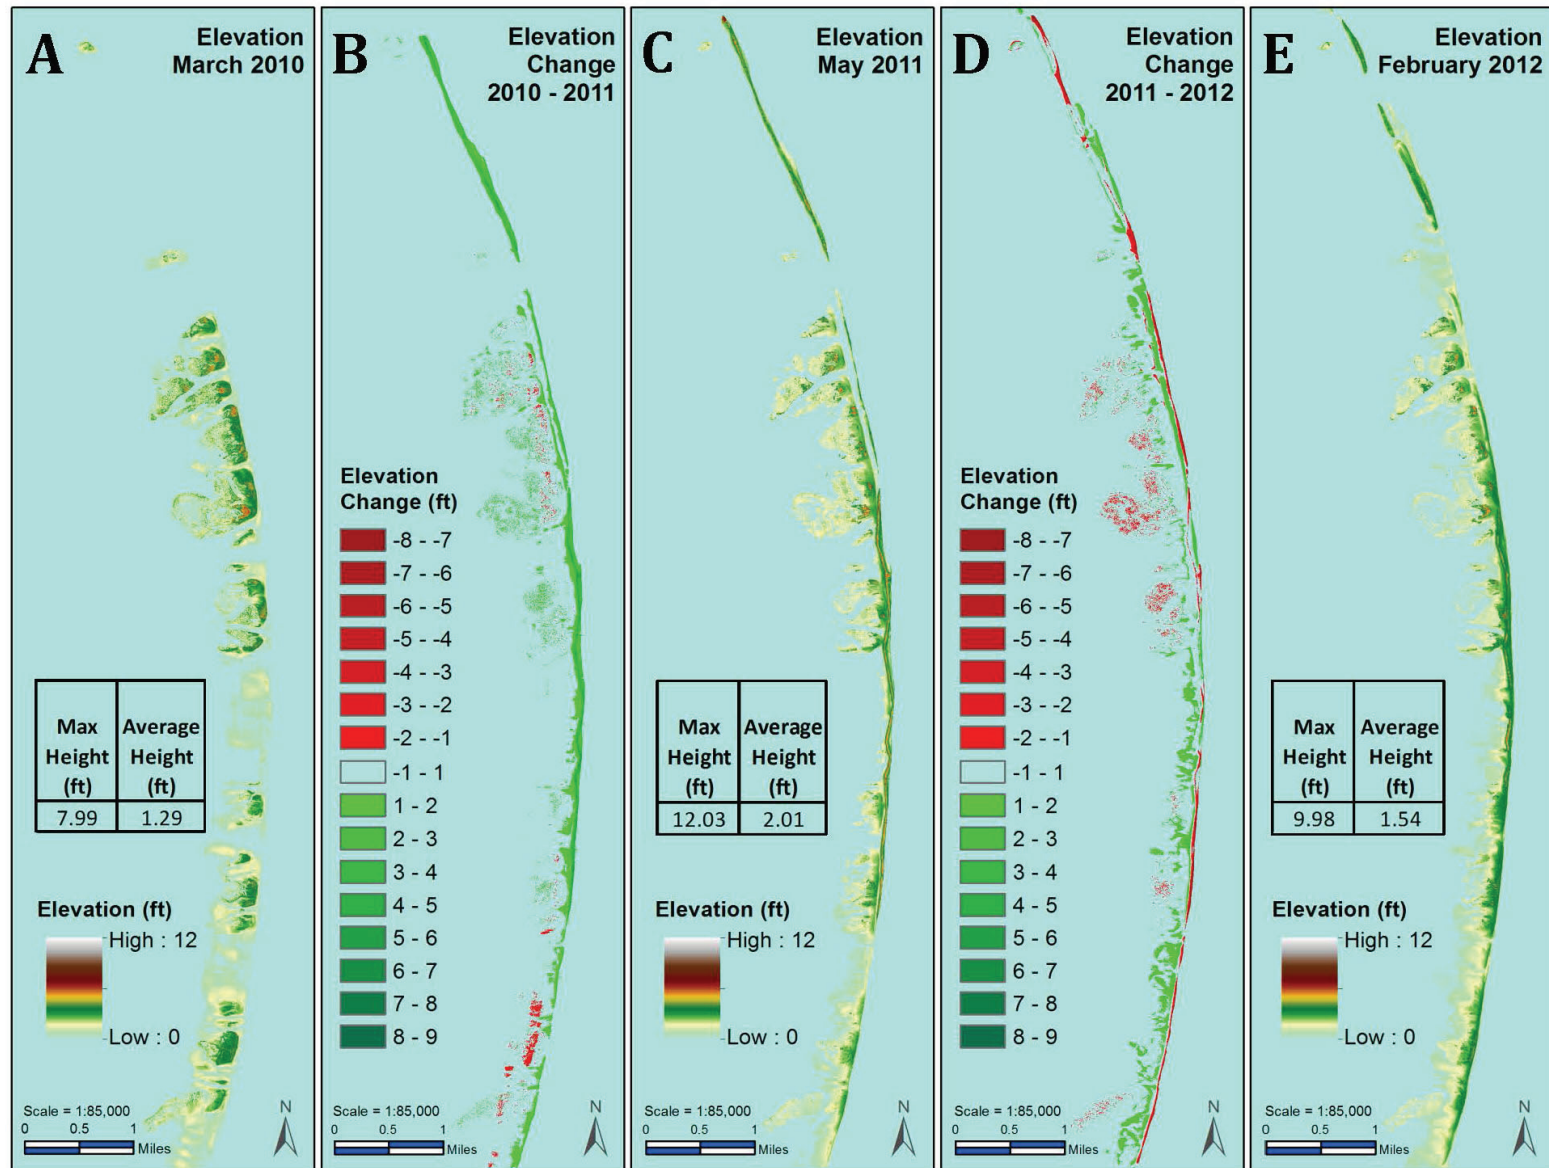 A
Elevation
March 2010
Max
Height
(ft)
Average
Height
(ft)
7.99
1.29
Elevation (ft)
High : 12
Low : 0
Scale = 1:85,000
0
0.5
1
Miles
N
B
Elevation
Change
2010 - 2011
Elevation
Change (ft)
-8 - -7
-7 - -6
-6 - -5
-5 - -4
-4 - -3
-3 - -2
-2 - -1
-1 - 1
1 - 2
2 - 3
3 - 4
4 - 5
5 - 6
6 - 7
7 - 8
8 - 9
Scale = 1:85,000
0
0.5
1
Miles
N
C
Elevation
May 2011
Max
Height
(ft)
Average
Height
(ft)
12.03
2.01
Elevation (ft)
High : 12
Low : 0
Scale = 1:85,000
0
0.5
1
Miles
N
D
Elevation
Change
2011 - 2012
Elevation
Change (ft)
-8 - -7
-7 - -6
-6 - -5
-5 - -4
-4 - -3
-3 - -2
-2 - -1
-1 - 1
1 - 2
2 - 3
3 - 4
4 - 5
5 - 6
6 - 7
7 - 8
8 - 9
Scale = 1:85,000
0
0.5
1
Miles
N
E
Elevation
February 2012
Max
Height
(ft)
Average
Height
(ft)
9.98
1.54
Elevation (ft)
High : 12
Low : 0
Scale = 1:85,000
0
0.5
1
Miles
N